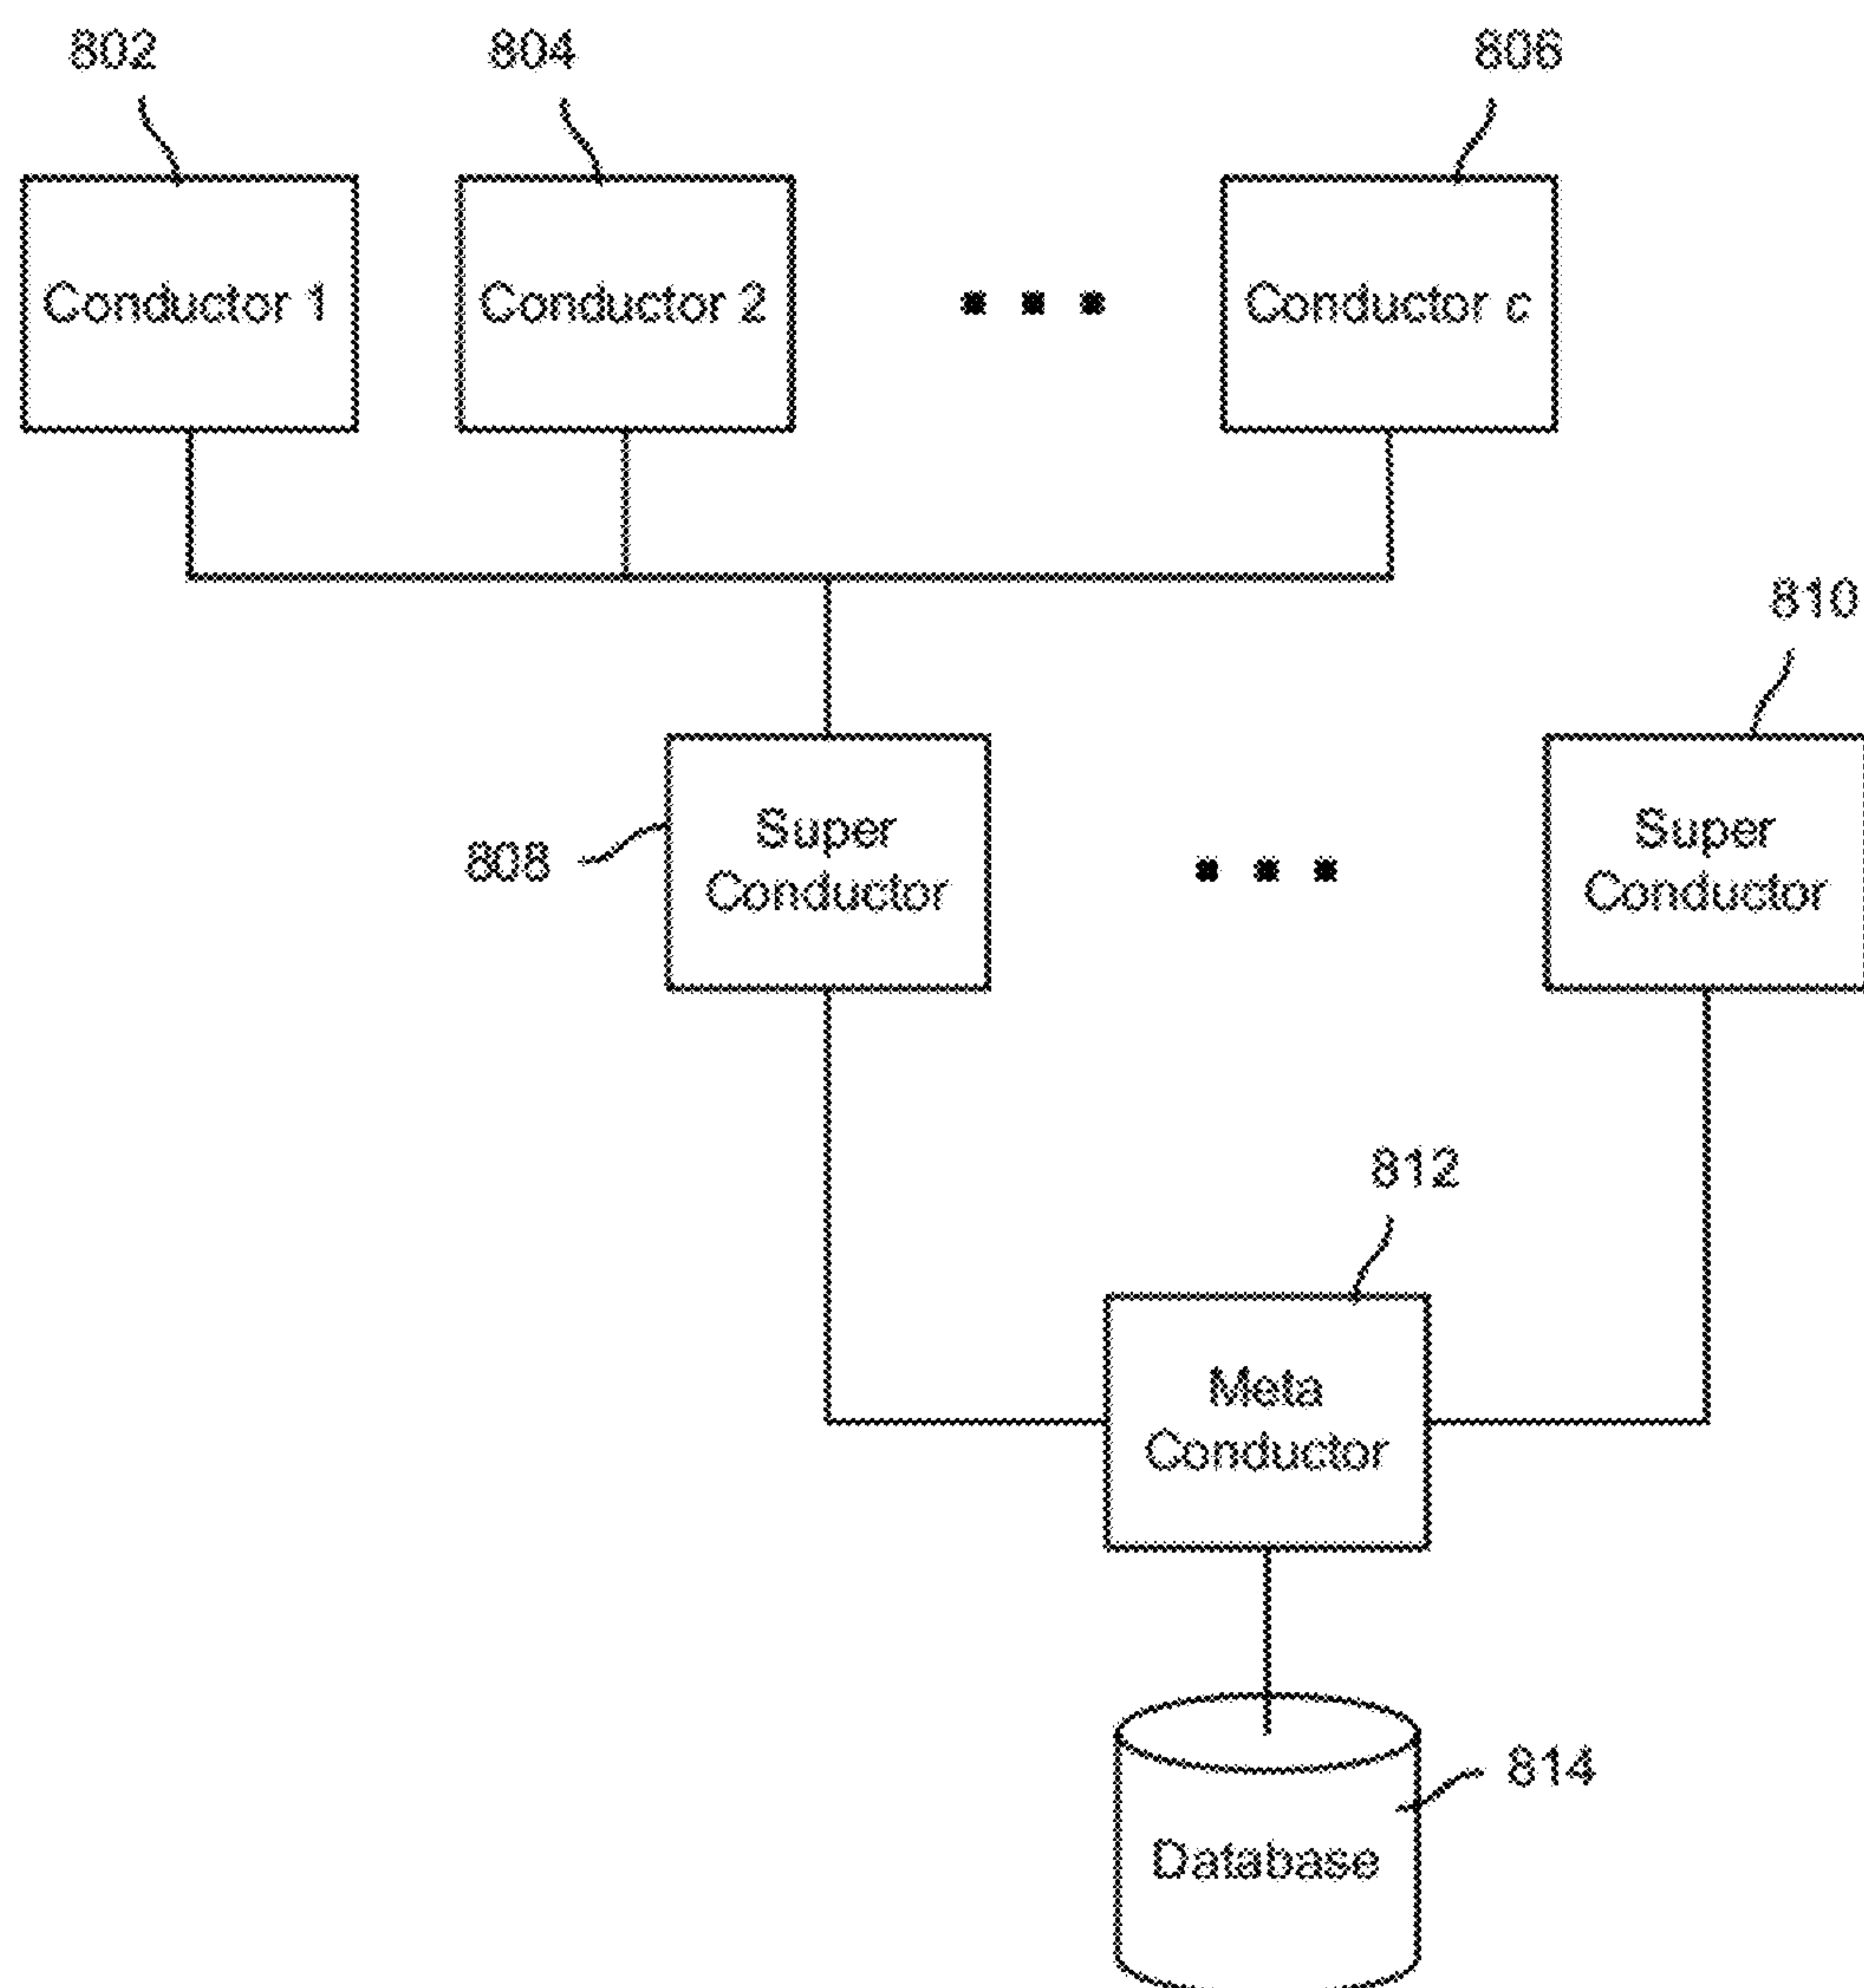 802
804
806
Conductor 1
Conductor 2
Conductor c
810
808
Super
Conductor
Super
Conductor
812
Meta
Conductor
814
Database